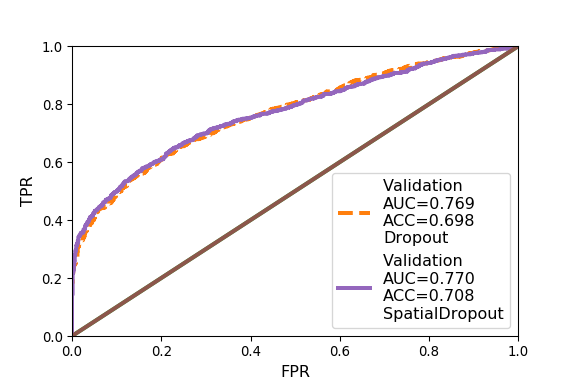 1.0
0.8
0.6
0.4
0.2
0.0
TPR
0.0 0.2 0.4 0.6 0.8 1.0
FPR
Validation
AUC=0.769
ACC=0.698
Dropout
Validation
AUC=0.770
ACC=0.708
SpatialDropout